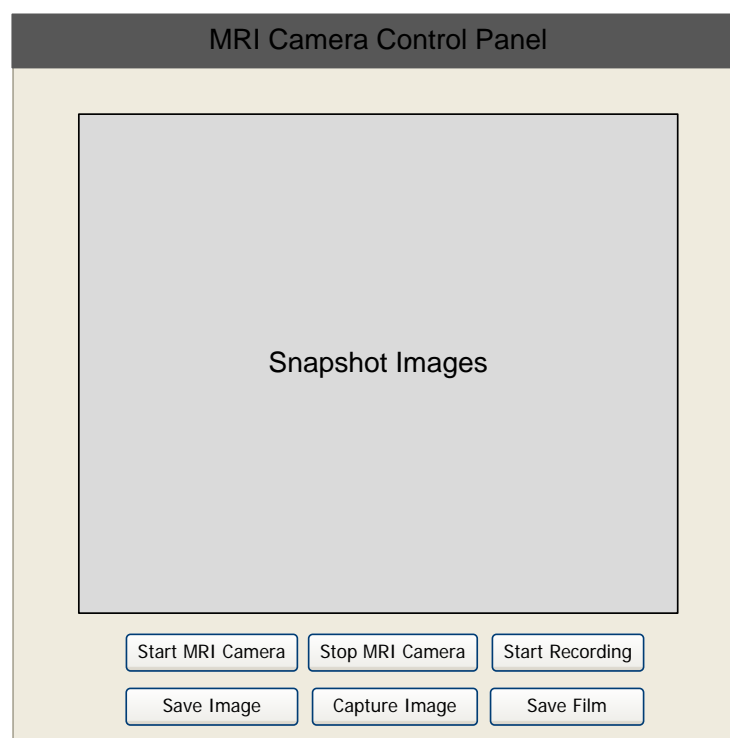 MRI Camera Control Panel
Snapshot Images
Start MRI Camera
Stop MRI Camera
Start Recording
Save Image
Capture Image
Save Film